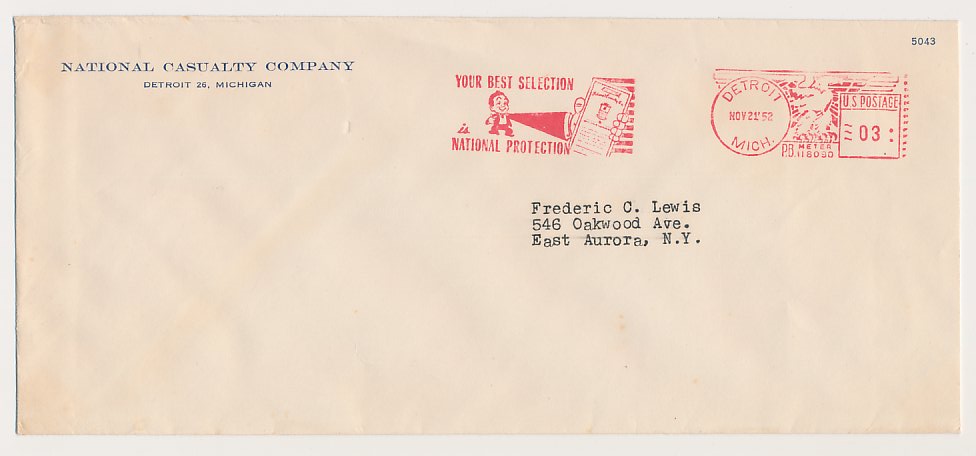 5043
NATIONAL CASUALTY COMPANY
DETROIT 26, MICHIGAN
YOUR BEST SELECTION
is
NATIONAL PROTECTION
DETROIT
NOV 21 '52
MICH.
U.S. POSTAGE
03
METER
P.B. 118090
Frederic C. Lewis
546 Oakwood Ave.
East Aurora, N.Y.